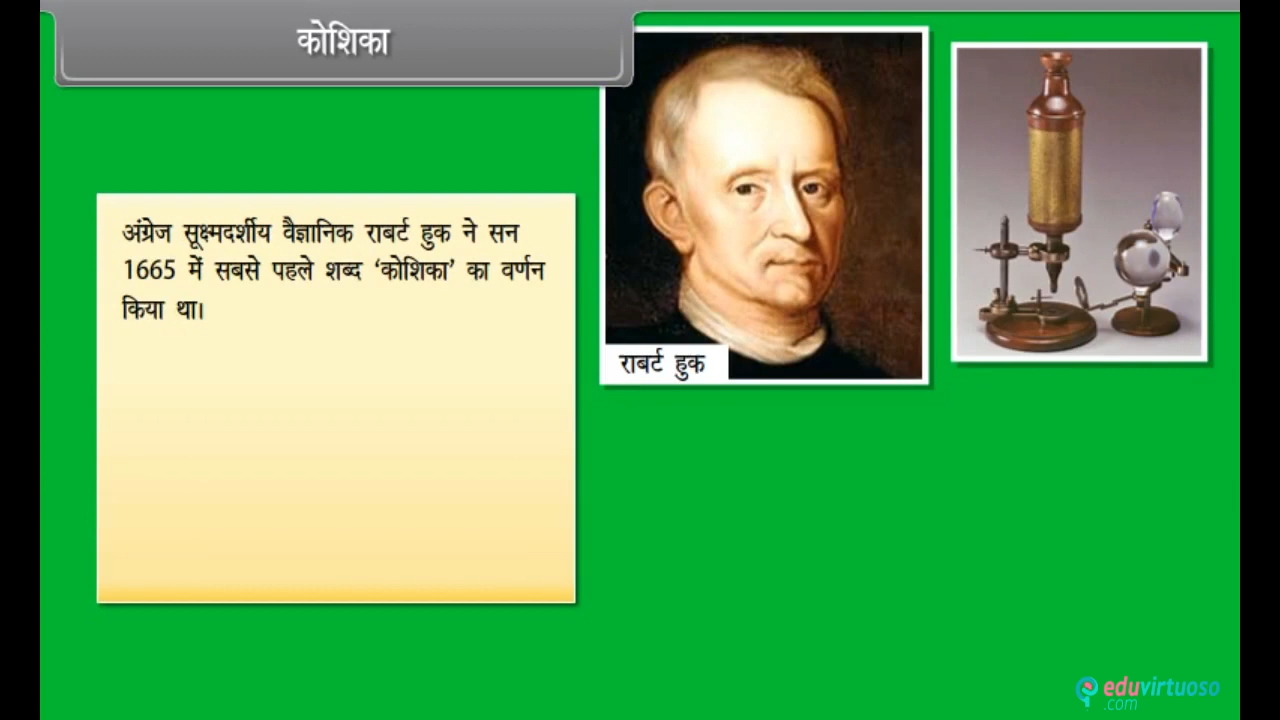 कोशिका
अंग्रेज सूक्ष्मदर्शीय वैज्ञानिक राबर्ट हुक ने सन
1665 में सबसे पहले शब्द ‘कोशिका’ का वर्णन
किया था।
राबर्ट हुक
eduvirtuoso
.com